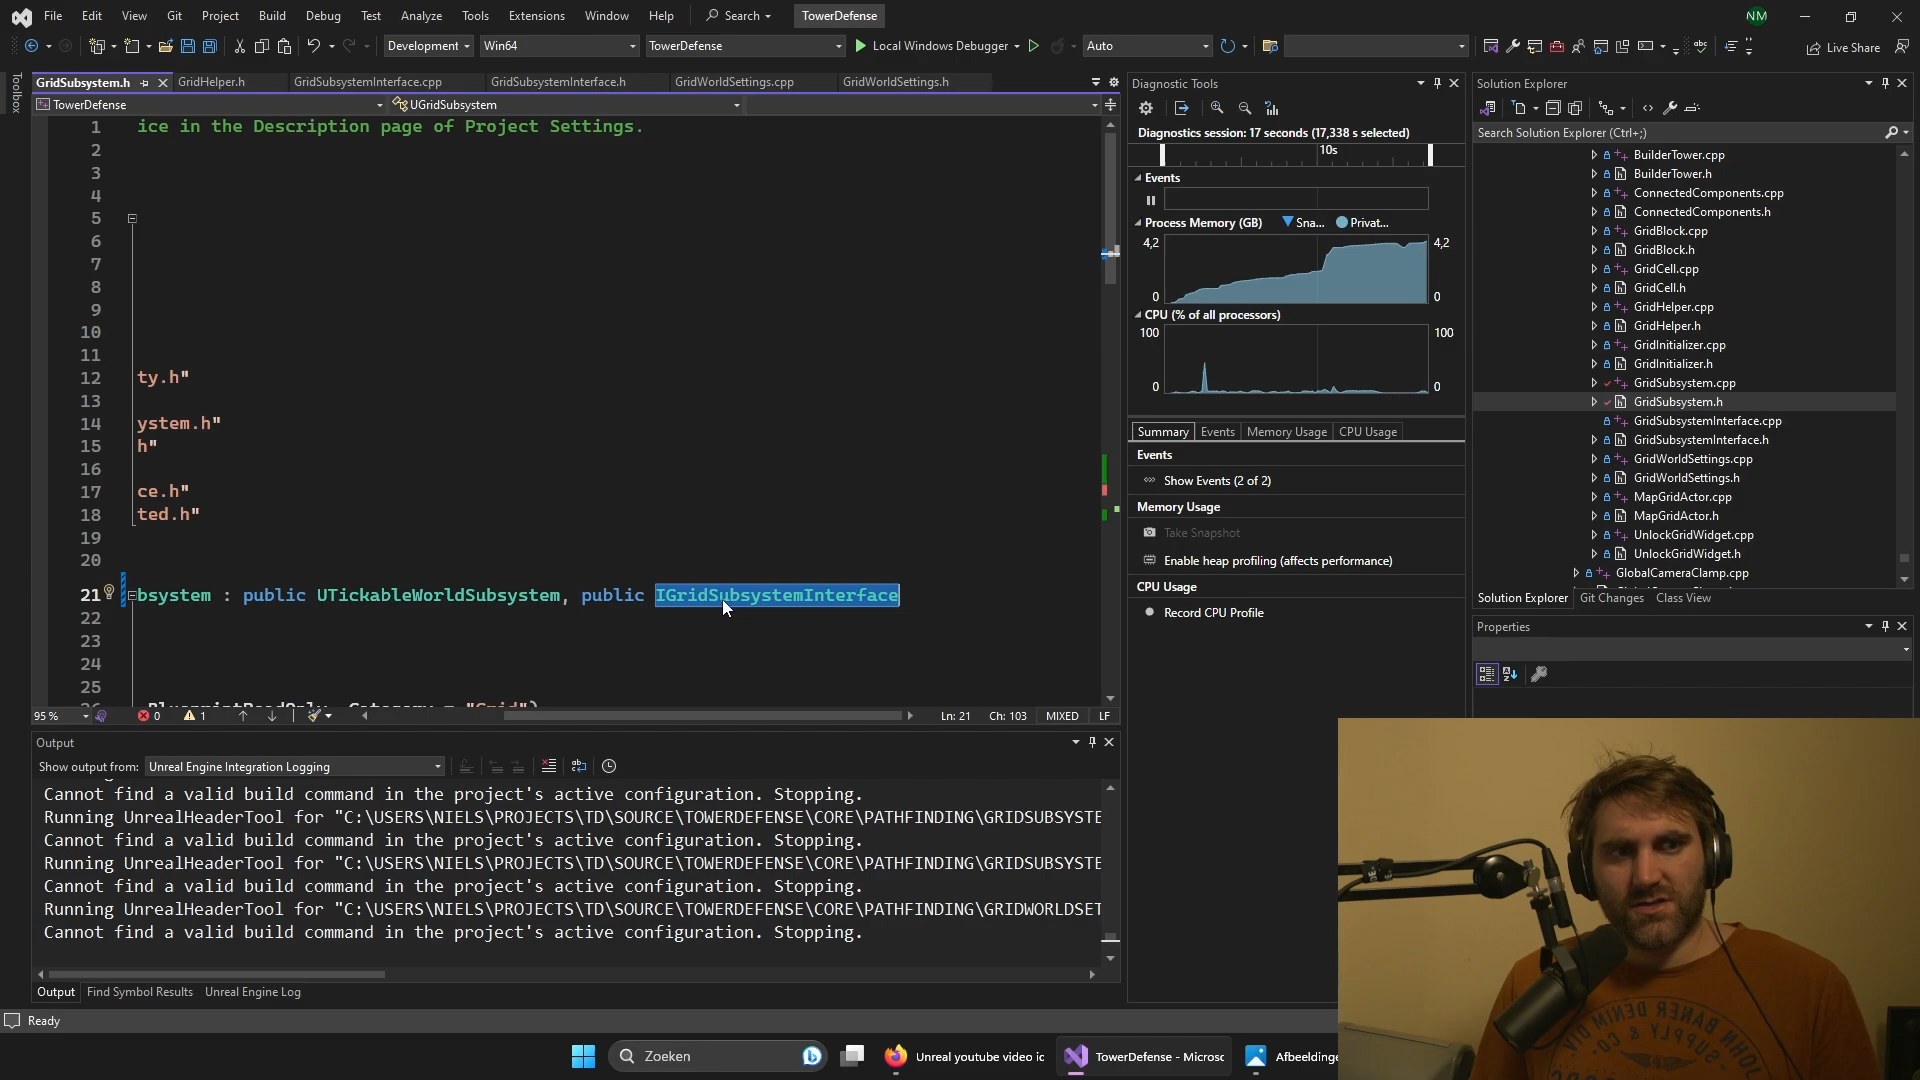 File Edit View Git Project Build Debug Test Analyze Tools Extensions Window Help Search TowerDefense NM
Development Win64 TowerDefense Local Windows Debugger Auto Live Share
Toolbox
GridSubsystem.h GridHelper.h GridSubsystemInterface.cpp GridSubsystemInterface.h GridWorldSettings.cpp GridWorldSettings.h
TowerDefense UGridSubsystem
1 ice in the Description page of Project Settings.
2
3
4
5
6
7
8
9
10
11
12 ty.h"
13
14 ystem.h"
15 h"
16
17 ce.h"
18 ted.h"
19
20
21 bsystem : public UTickableWorldSubsystem, public IGridSubsystemInterface
22
23
24
25
95 % 0 1 Ln: 21 Ch: 103 MIXED LF
Output
Show output from: Unreal Engine Integration Logging
Cannot find a valid build command in the project's active configuration. Stopping.
Running UnrealHeaderTool for "C:\USERS\NIELS\PROJECTS\TD\SOURCE\TOWERDEFENSE\CORE\PATHFINDING\GRIDSUBSYSTE
Cannot find a valid build command in the project's active configuration. Stopping.
Running UnrealHeaderTool for "C:\USERS\NIELS\PROJECTS\TD\SOURCE\TOWERDEFENSE\CORE\PATHFINDING\GRIDSUBSYSTE
Cannot find a valid build command in the project's active configuration. Stopping.
Running UnrealHeaderTool for "C:\USERS\NIELS\PROJECTS\TD\SOURCE\TOWERDEFENSE\CORE\PATHFINDING\GRIDWORLDSET
Cannot find a valid build command in the project's active configuration. Stopping.
Output Find Symbol Results Unreal Engine Log
Ready
Diagnostic Tools
Diagnostics session: 17 seconds (17,338 s selected)
10s
Events
Process Memory (GB) Sna... Privat...
4,2 4,2
0 0
CPU (% of all processors)
100 100
0 0
Summary Events Memory Usage CPU Usage
Events
Show Events (2 of 2)
Memory Usage
Take Snapshot
Enable heap profiling (affects performance)
CPU Usage
Record CPU Profile
Solution Explorer
Search Solution Explorer (Ctrl+;)
BuilderTower.cpp
BuilderTower.h
ConnectedComponents.cpp
ConnectedComponents.h
GridBlock.cpp
GridBlock.h
GridCell.cpp
GridCell.h
GridHelper.cpp
GridHelper.h
GridInitializer.cpp
GridInitializer.h
GridSubsystem.cpp
GridSubsystem.h
GridSubsystemInterface.cpp
GridSubsystemInterface.h
GridWorldSettings.cpp
GridWorldSettings.h
MapGridActor.cpp
MapGridActor.h
UnlockGridWidget.cpp
UnlockGridWidget.h
GlobalCameraClamp.cpp
Solution Explorer Git Changes Class View
Properties
Zoeken Unreal youtube video ic TowerDefense - Microsc Afbeeldinge